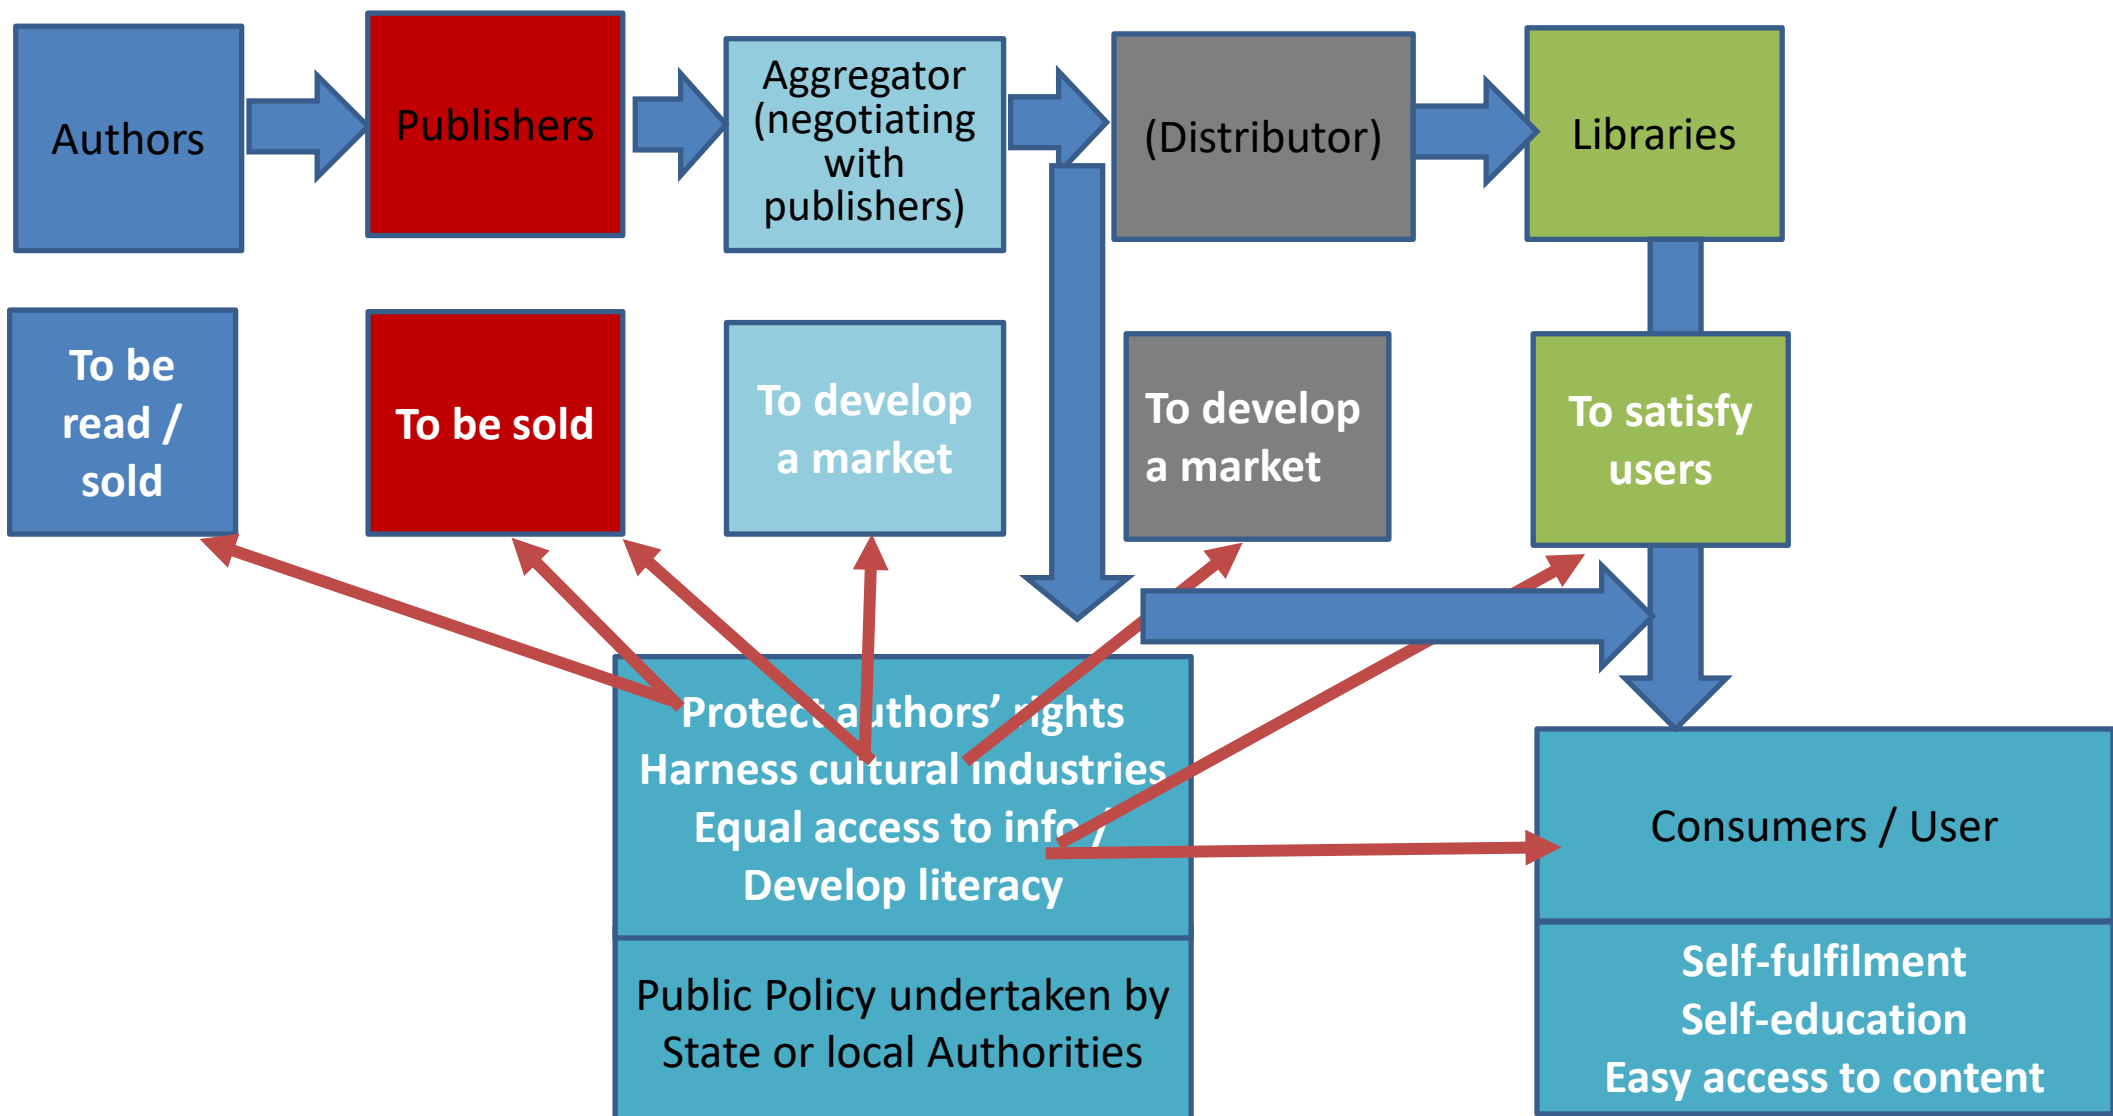 Authors
Publishers
Aggregator
(negotiating
with
publishers)
(Distributor)
Libraries
To be
read /
sold
To be sold
To develop
a market
To develop
a market
To satisfy
users
Protect authors’ rights
Harness cultural industries
Equal access to info /
Develop literacy
Public Policy undertaken by
State or local Authorities
Consumers / User
Self-fulfilment
Self-education
Easy access to content